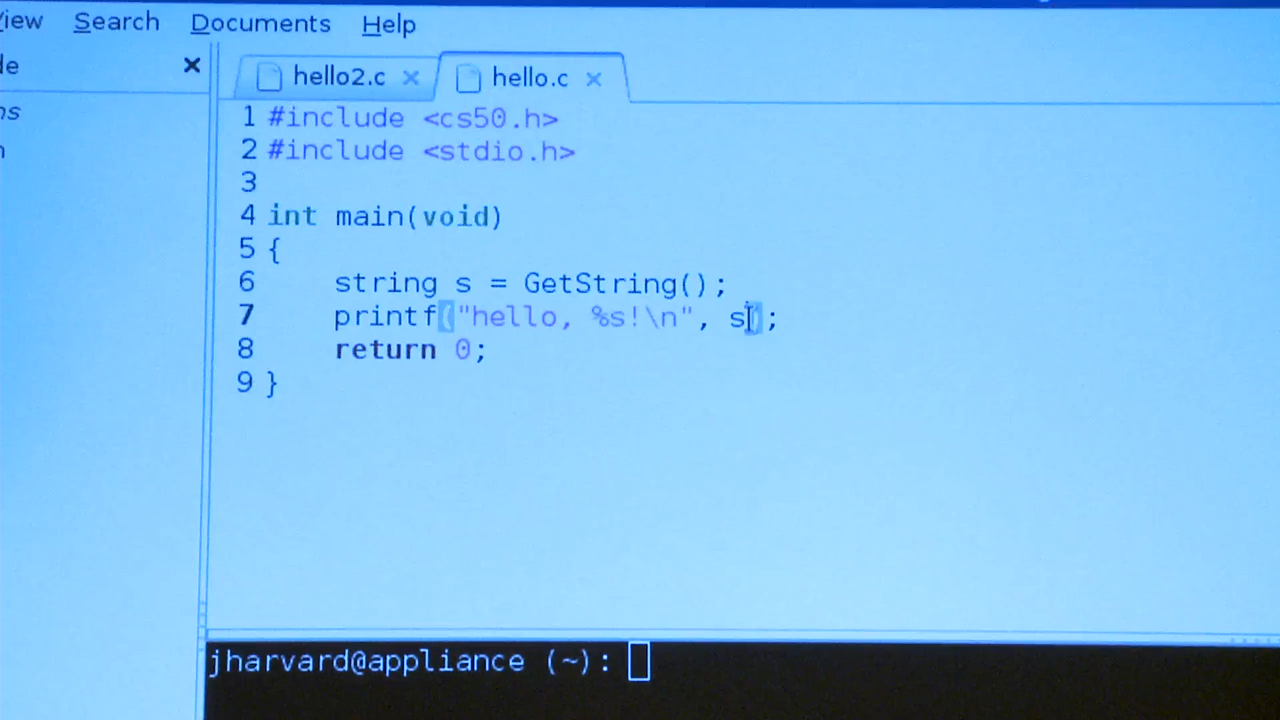 View Search Documents Help
hello2.c hello.c
1 #include <cs50.h>
2 #include <stdio.h>
3
4 int main(void)
5 {
6     string s = GetString();
7     printf("hello, %s!\n", s);
8     return 0;
9 }
jharvard@appliance (~):